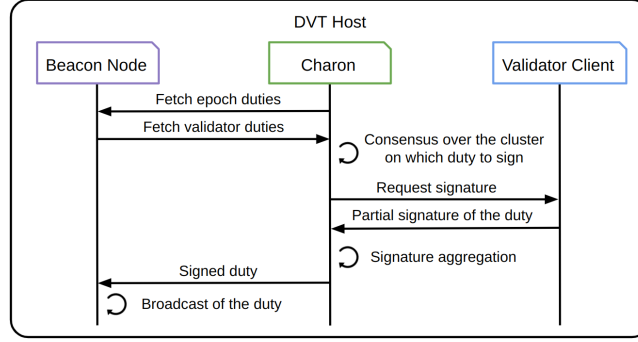 DVT Host
Beacon Node
Charon
Validator Client
Fetch epoch duties
Fetch validator duties
Consensus over the cluster
on which duty to sign
Request signature
Partial signature of the duty
Signature aggregation
Signed duty
Broadcast of the duty